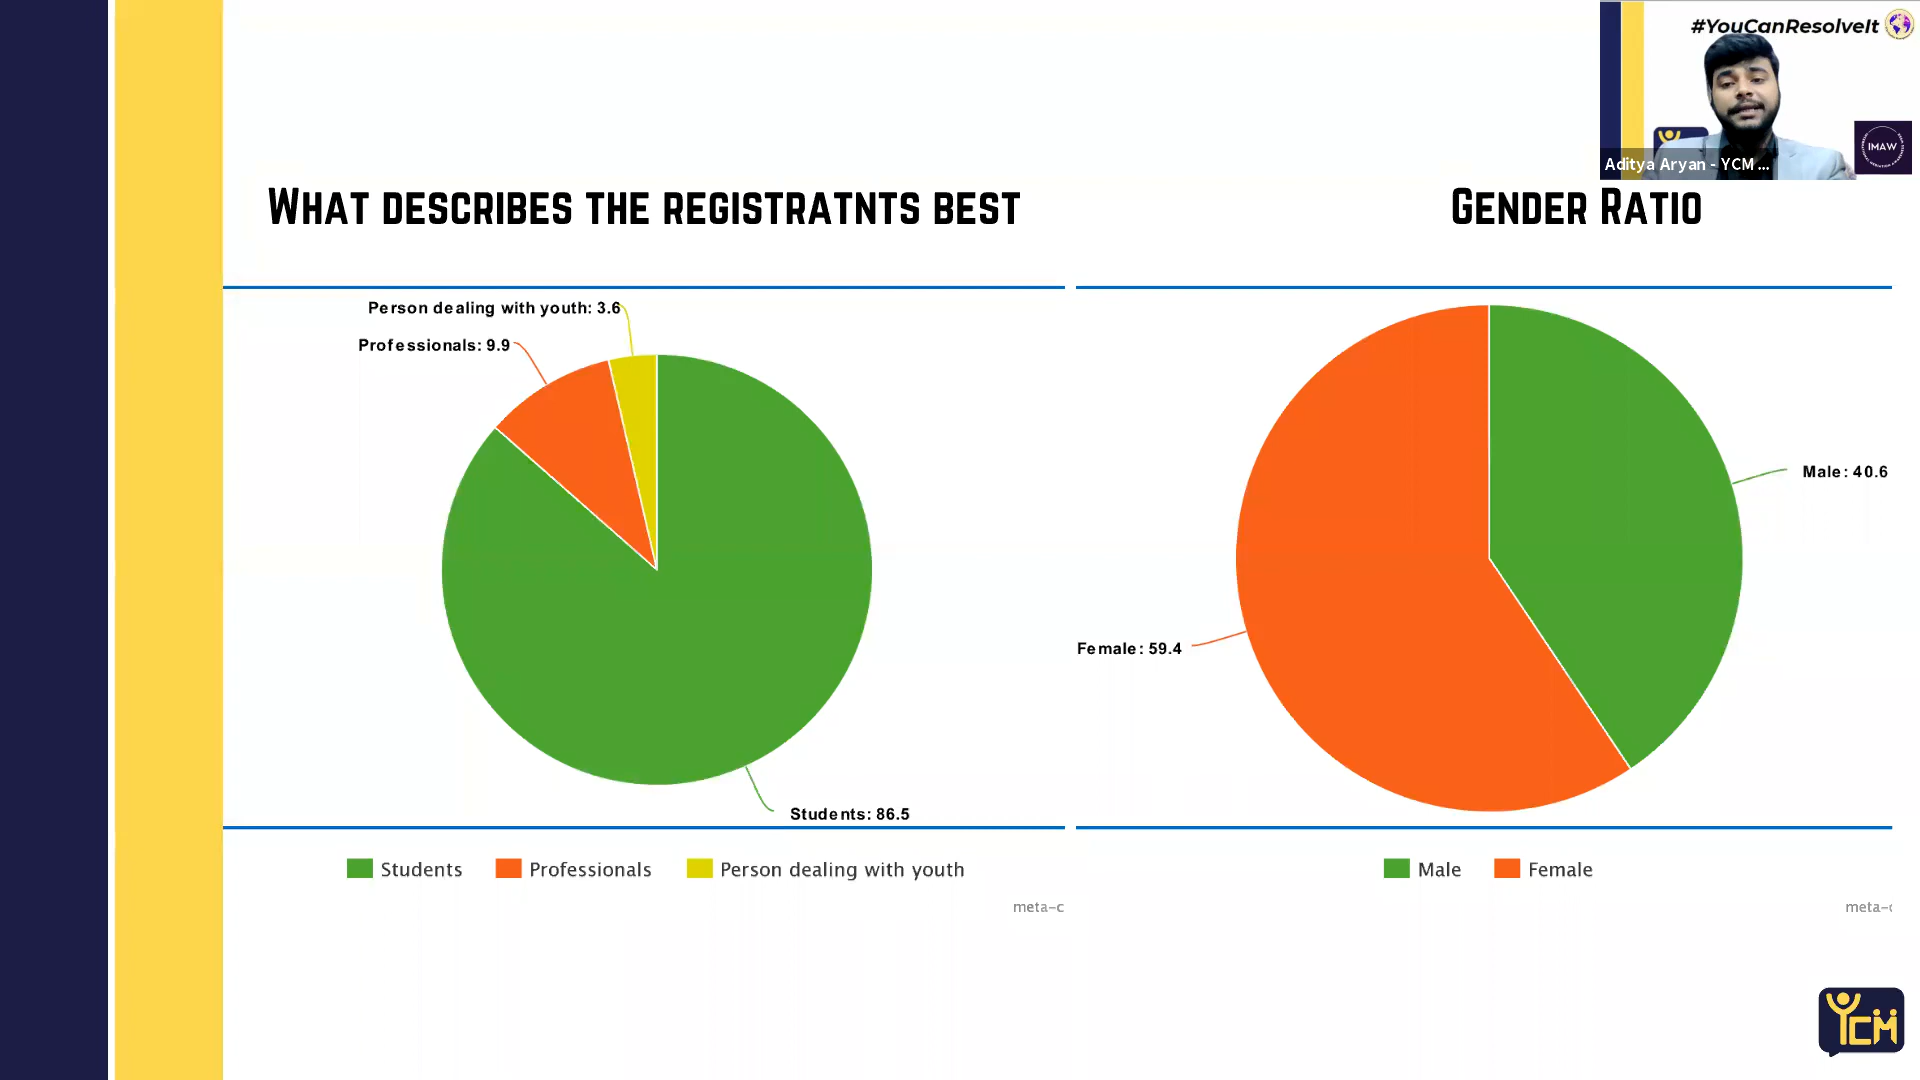 #YouCanResolveIt
IMAW
Aditya Aryan - YCM ...
WHAT DESCRIBES THE REGISTRATNTS BEST
GENDER RATIO
Person dealing with youth: 3.6
Professionals: 9.9
Students: 86.5
Male: 40.6
Female: 59.4
Students Professionals Person dealing with youth
Male Female
meta-c
meta-c
YCM